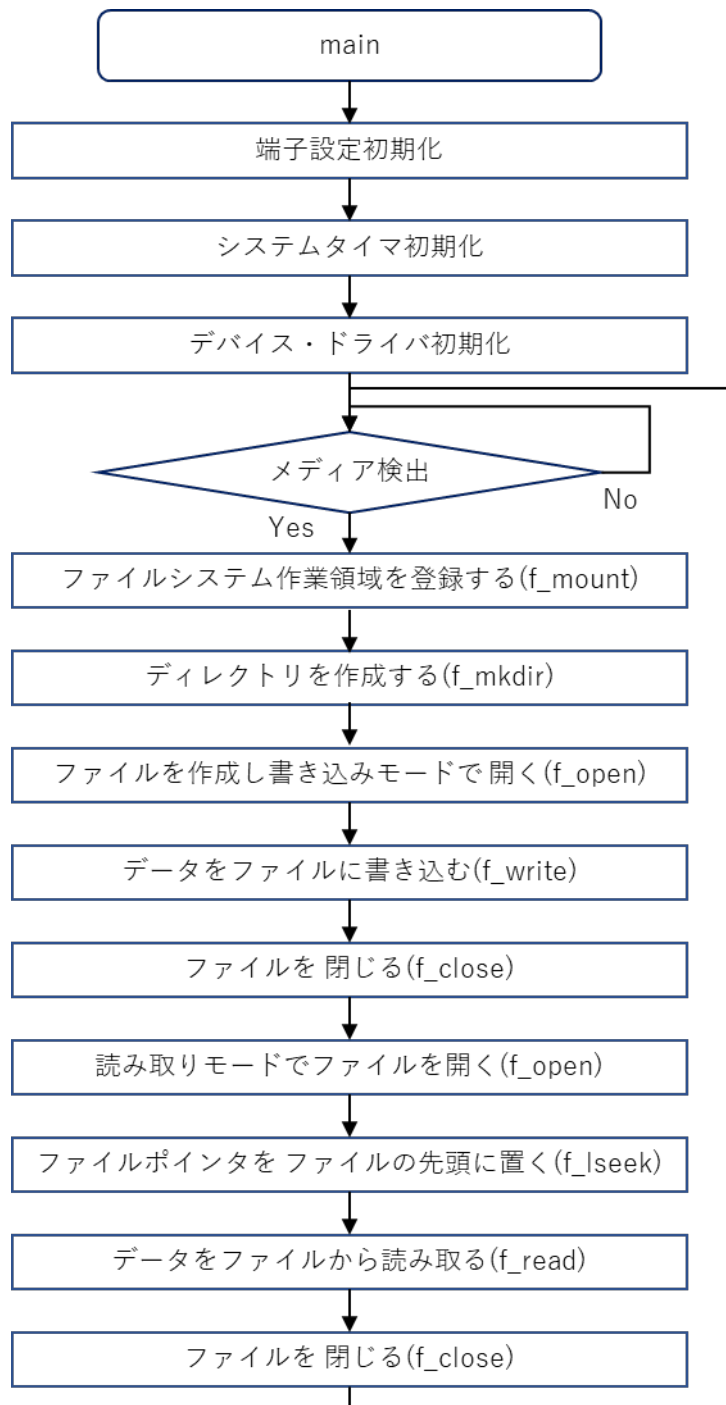 main
端子設定初期化
システムタイマ初期化
デバイス・ドライバ初期化
メディア検出
No
Yes
ファイルシステム作業領域を登録する(f_mount)
ディレクトリを作成する(f_mkdir)
ファイルを作成し書き込みモードで 開く(f_open)
データをファイルに書き込む(f_write)
ファイルを 閉じる(f_close)
読み取りモードでファイルを開く(f_open)
ファイルポインタを ファイルの先頭に置く(f_lseek)
データをファイルから読み取る(f_read)
ファイルを 閉じる(f_close)